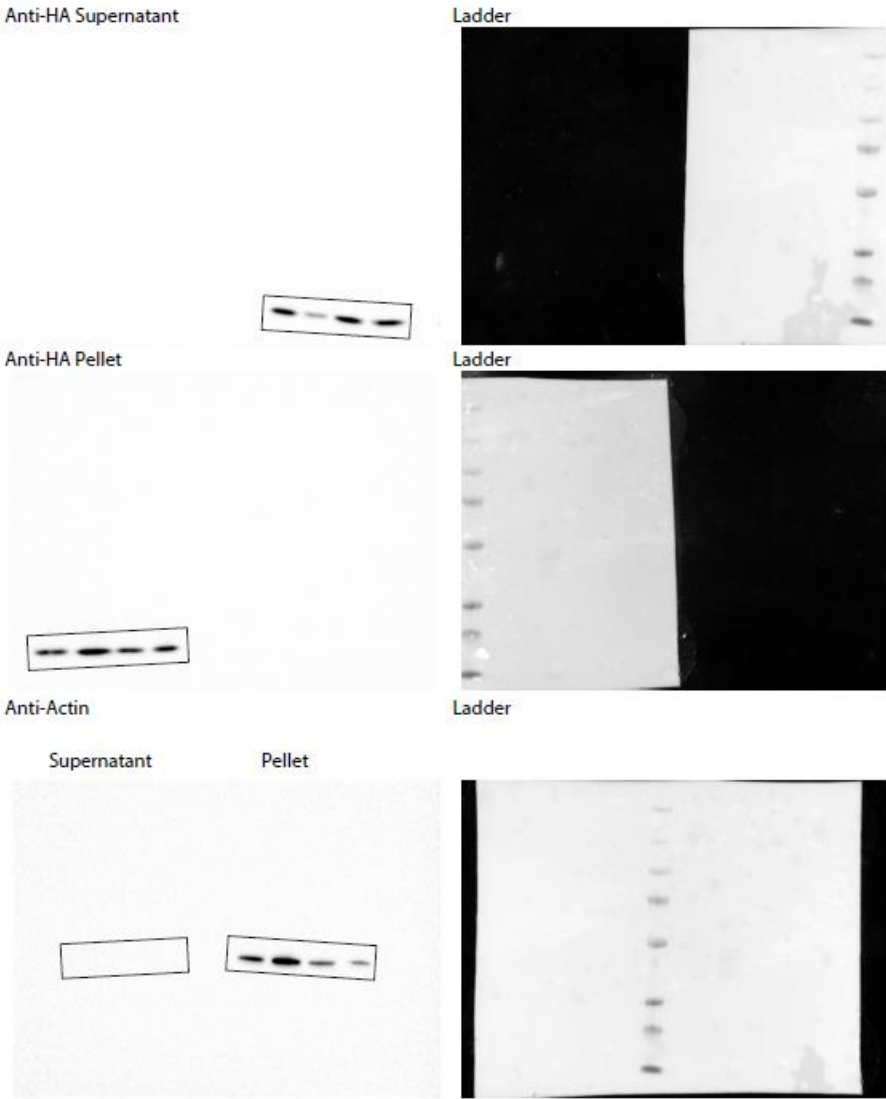 Anti-HA Supernatant Ladder
Anti-HA Pellet Ladder
Anti-Actin Ladder
Supernatant Pellet